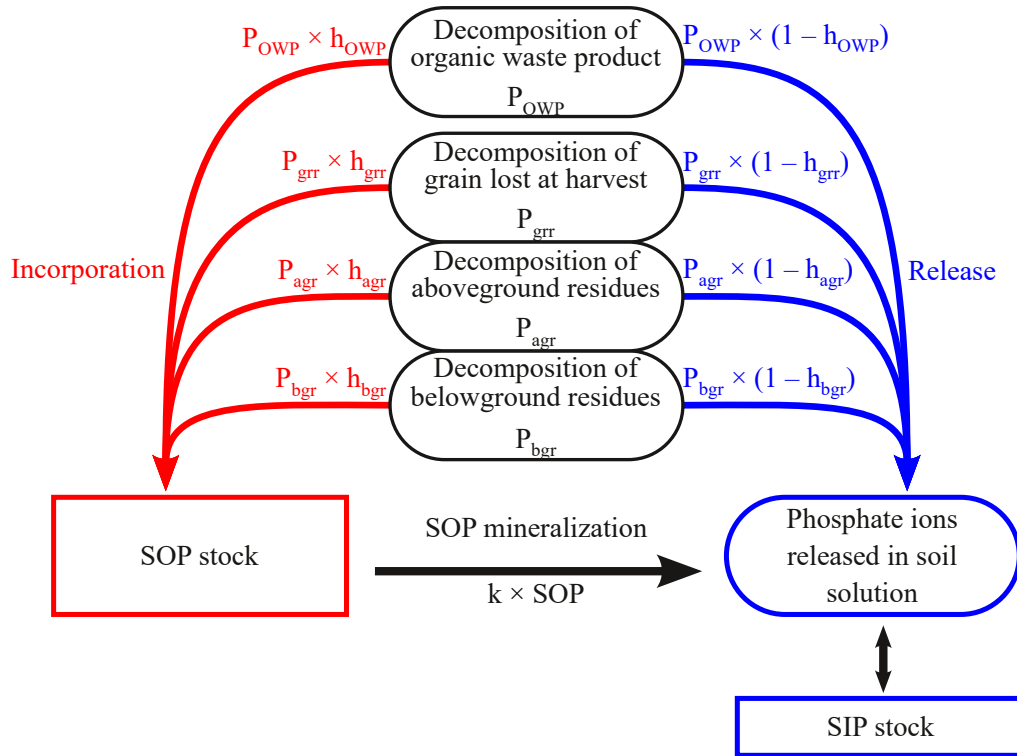 P_OWP × h_OWP
Decomposition of
organic waste product
P_OWP
P_OWP × (1 – h_OWP)
P_grr × h_grr
Decomposition of
grain lost at harvest
P_grr
P_grr × (1 – h_grr)
Incorporation
P_agr × h_agr
Decomposition of
aboveground residues
P_agr
P_agr × (1 – h_agr)
Release
P_bgr × h_bgr
Decomposition of
belowground residues
P_bgr
P_bgr × (1 – h_bgr)
SOP stock
SOP mineralization
k × SOP
Phosphate ions
released in soil
solution
SIP stock